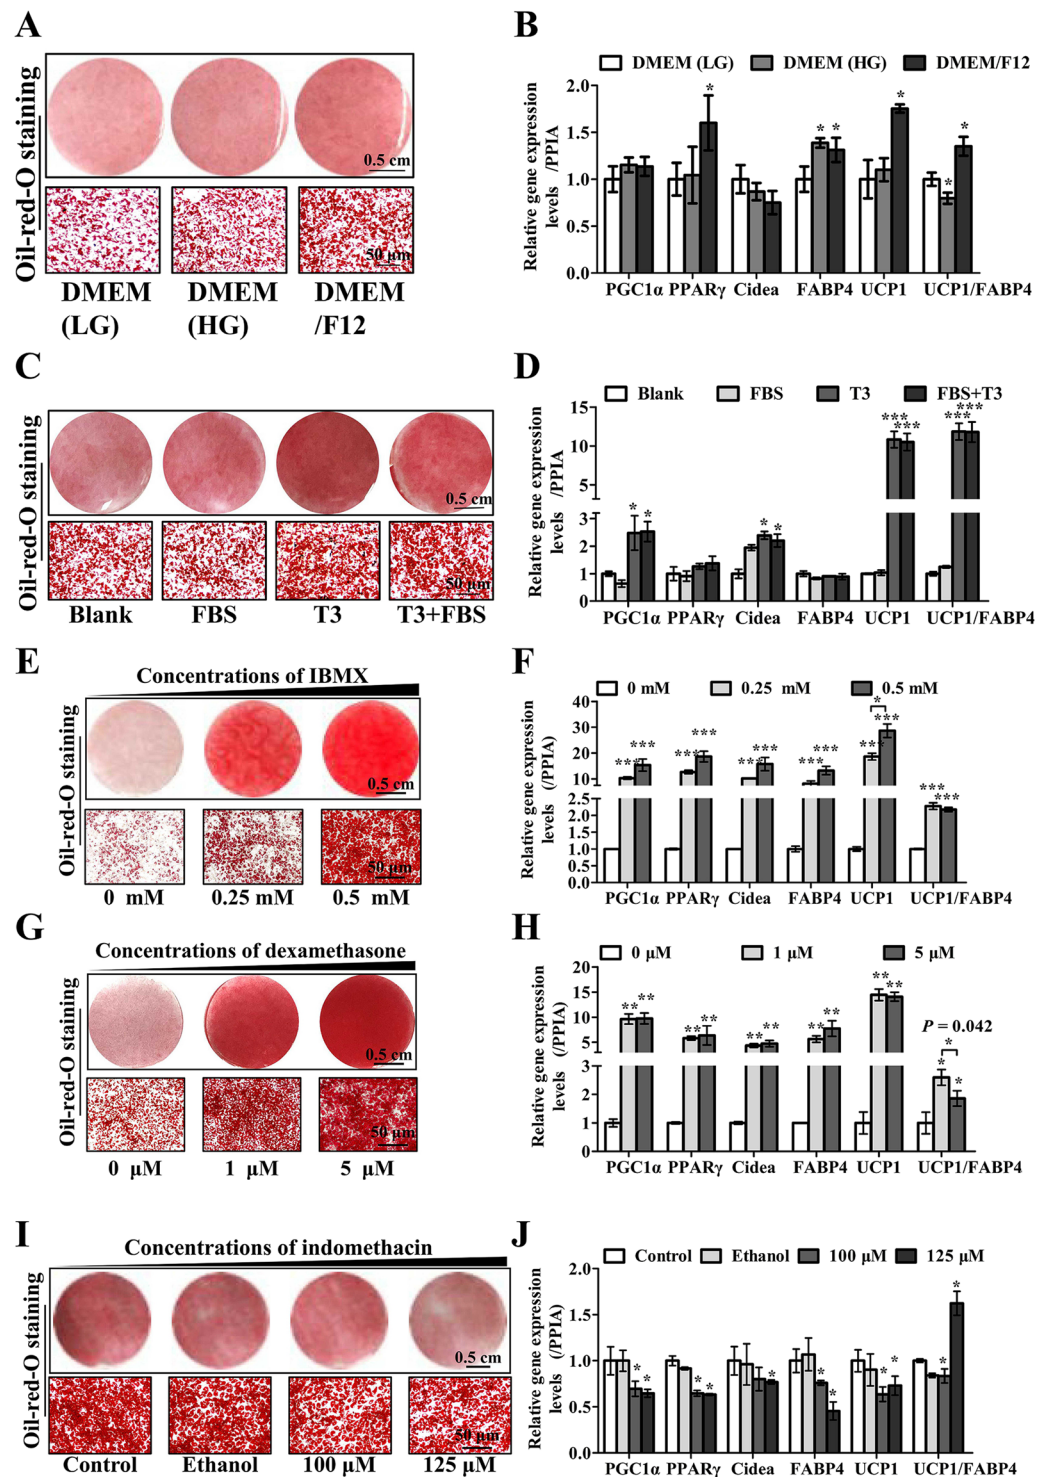 A
Oil-red-O staining
0.5 cm
50 μm
DMEM (LG)
DMEM (HG)
DMEM /F12
B
DMEM (LG) DMEM (HG) DMEM/F12
Relative gene expression levels /PPIA
2.0
1.5
1.0
0.5
0.0
* * * * * *
PGC1α PPARγ Cidea FABP4 UCP1 UCP1/FABP4
C
Oil-red-O staining
0.5 cm
50 μm
Blank FBS T3 T3+FBS
D
Blank FBS T3 FBS+T3
Relative gene expression levels /PPIA
15
10
5
3
2
1
0
* * * * *** *** *** ***
PGC1α PPARγ Cidea FABP4 UCP1 UCP1/FABP4
E
Concentrations of IBMX
Oil-red-O staining
0.5 cm
50 μm
0 mM 0.25 mM 0.5 mM
F
0 mM 0.25 mM 0.5 mM
Relative gene expression levels (/PPIA)
40
30
20
10
2.5
2.0
1.5
1.0
0.5
0.0
*** *** *** *** *** *** *** *** *** * *** *** ***
PGC1α PPARγ Cidea FABP4 UCP1 UCP1/FABP4
G
Concentrations of dexamethasone
Oil-red-O staining
0.5 cm
50 μm
0 μM 1 μM 5 μM
H
0 μM 1 μM 5 μM
Relative gene expression levels (/PPIA)
20
15
10
5
3
2
1
0
** ** ** ** ** ** ** ** ** ** * * *
P = 0.042
PGC1α PPARγ Cidea FABP4 UCP1 UCP1/FABP4
I
Concentrations of indomethacin
Oil-red-O staining
0.5 cm
50 μm
Control Ethanol 100 μM 125 μM
J
Control Ethanol 100 μM 125 μM
Relative gene expression levels (/PPIA)
2.0
1.5
1.0
0.5
0.0
* * * * * * * * * * *
PGC1α PPARγ Cidea FABP4 UCP1 UCP1/FABP4